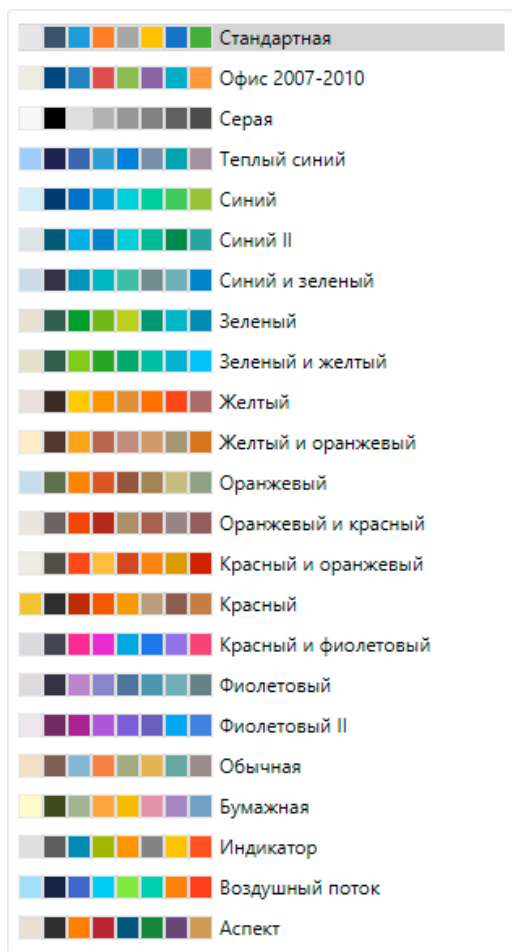 Стандартная
Офис 2007-2010
Серая
Теплый синий
Синий
Синий II
Синий и зеленый
Зеленый
Зеленый и желтый
Желтый
Желтый и оранжевый
Оранжевый
Оранжевый и красный
Красный и оранжевый
Красный
Красный и фиолетовый
Фиолетовый
Фиолетовый II
Обычная
Бумажная
Индикатор
Воздушный поток
Аспект